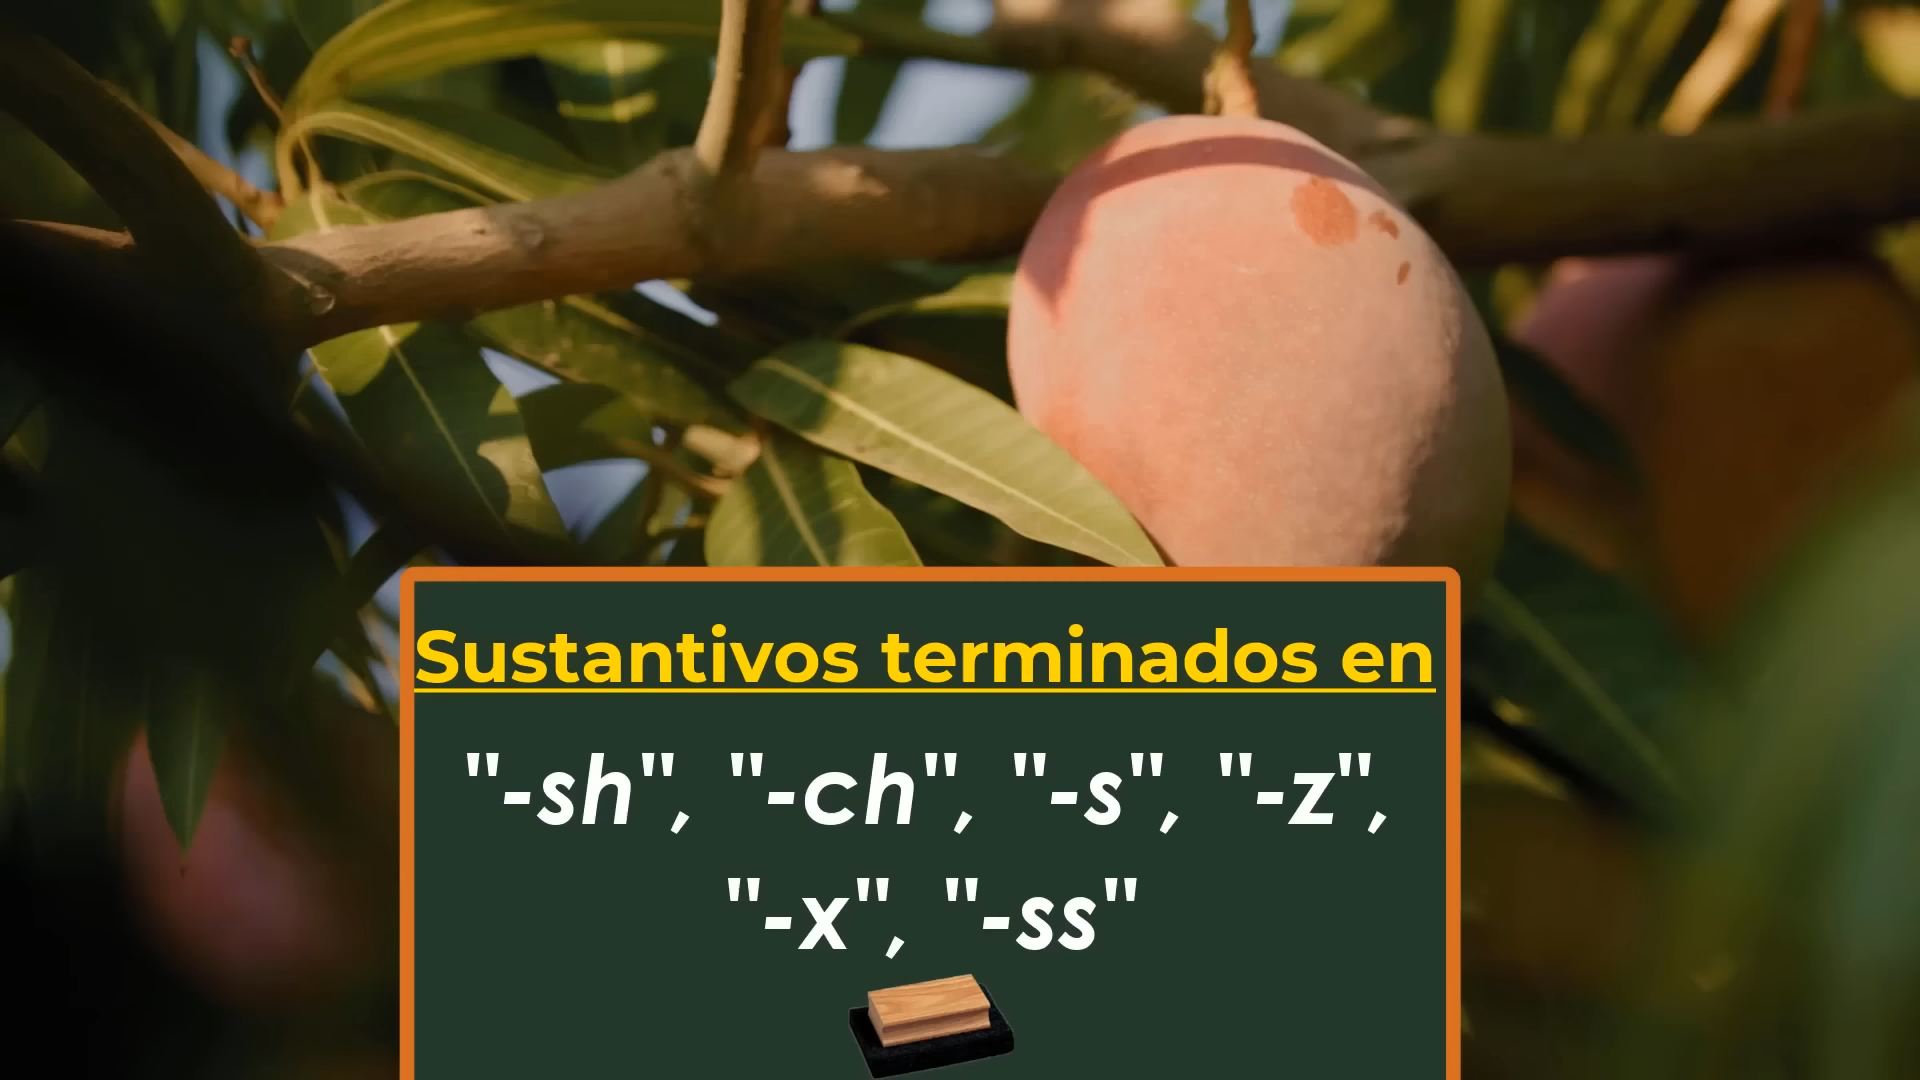 Sustantivos terminados en
"-sh", "-ch", "-s", "-z",
"-x", "-ss"